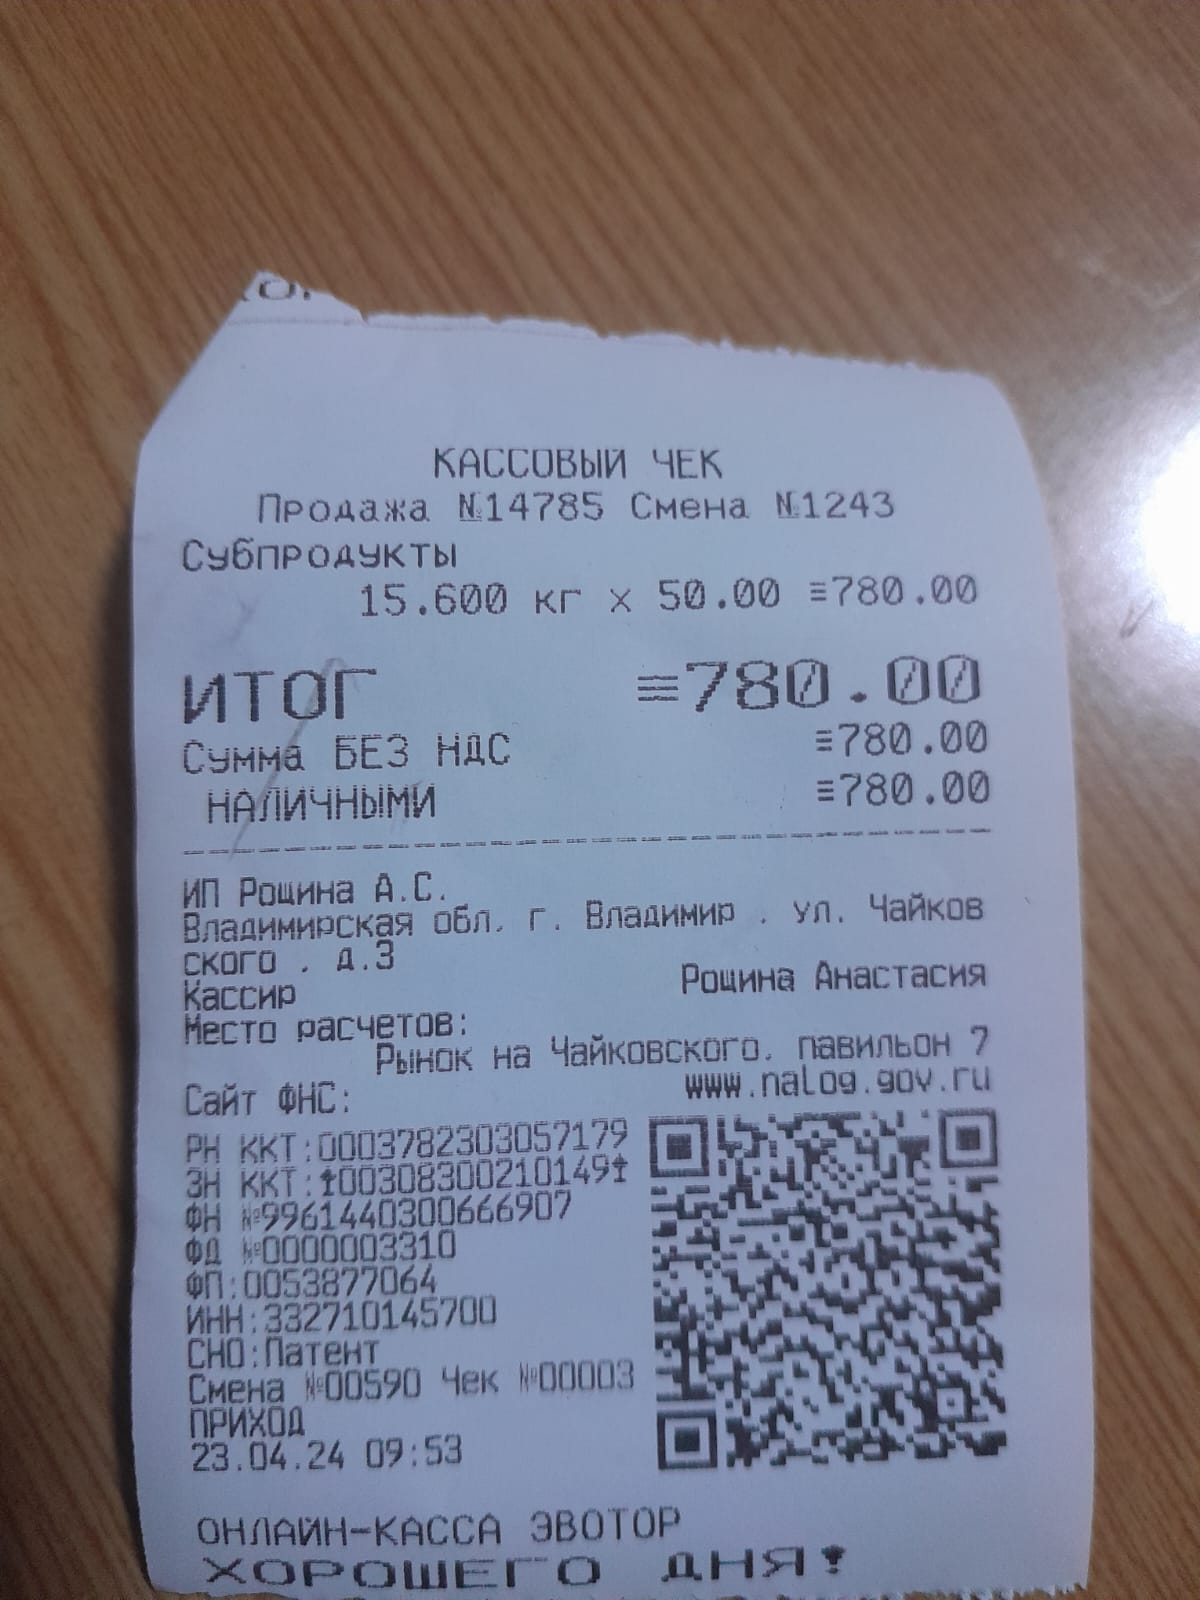 КАССОВЫЙ ЧЕК
Продажа №14785 Смена №1243
Субпродукты
15.600 кг х 50.00 ≡780.00
ИТОГ ≡780.00
Сумма БЕЗ НДС ≡780.00
НАЛИЧНЫМИ ≡780.00
ИП Рощина А.С.
Владимирская обл. г. Владимир . ул. Чайков
ского . д.3
Кассир Рощина Анастасия
Место расчетов:
Рынок на Чайковского. павильон 7
Сайт ФНС: www.nalog.gov.ru
РН ККТ:0003782303057179
ЗН ККТ:↑00308300210149↑
ФН №9961440300666907
ФД №0000003310
ФП:0053877064
ИНН:332710145700
СНО:Патент
Смена №00590 Чек №00003
ПРИХОД
23.04.24 09:53
ОНЛАЙН-КАССА ЭВОТОР
ХОРОШЕГО ДНЯ!